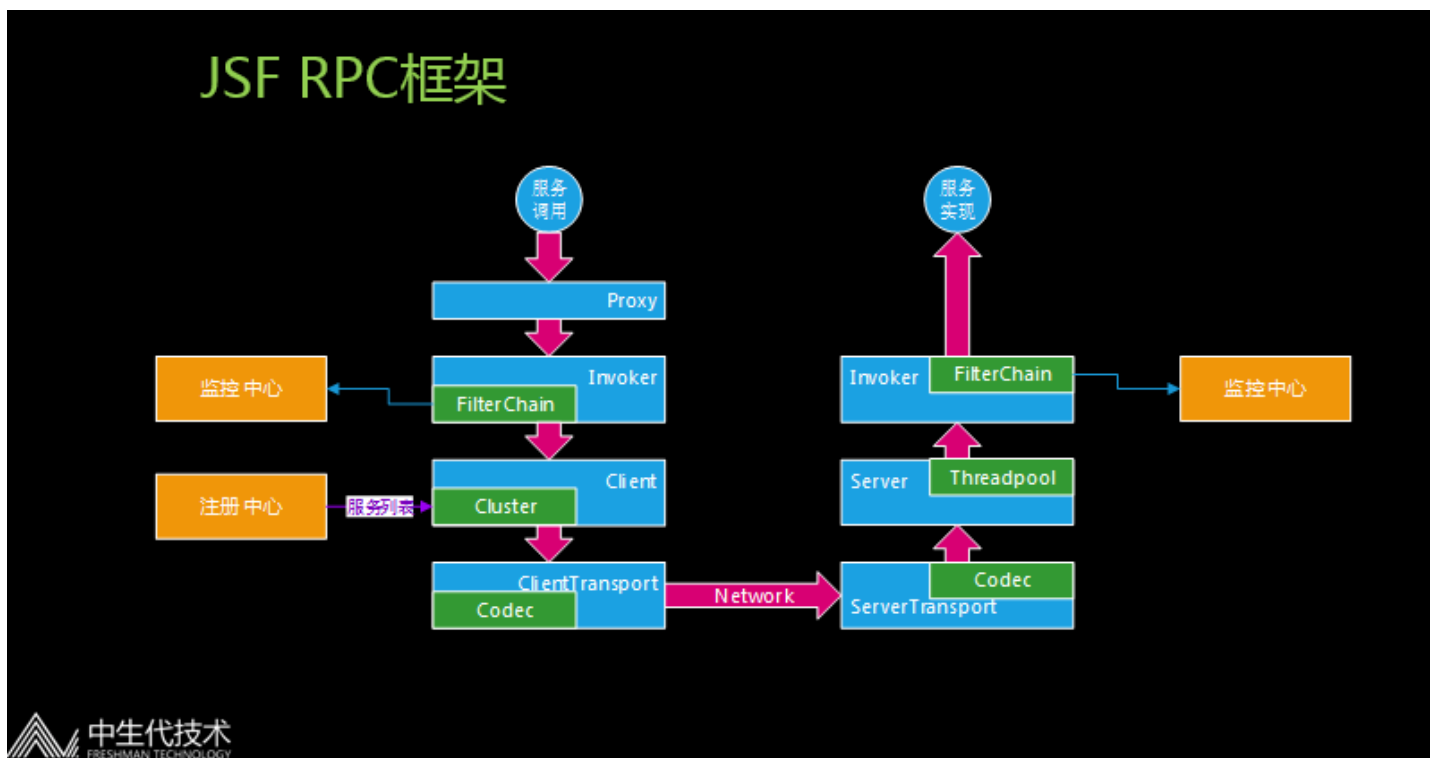 JSF RPC框架
服务
调用
服务
实现
Proxy
监控中心
Invoker
FilterChain
Invoker
FilterChain
监控中心
注册中心
服务列表
Client
Cluster
Server
Threadpool
ClientTransport
Codec
Network
Codec
ServerTransport
中生代技术
FRESHMAN TECHNOLOGY